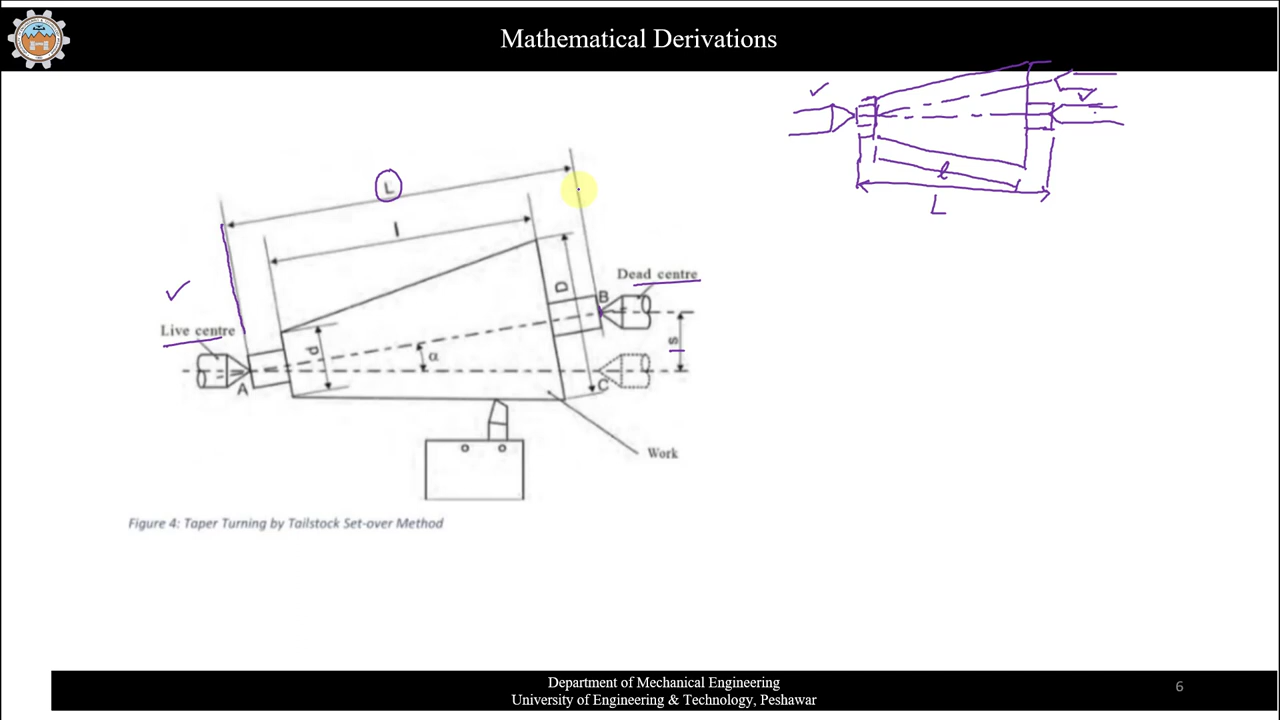 Mathematical Derivations
L
l
D
Dead centre
B
Live centre
s
d
α
A
C
Work
l
L
Figure 4: Taper Turning by Tailstock Set-over Method
Department of Mechanical Engineering
University of Engineering & Technology, Peshawar
6